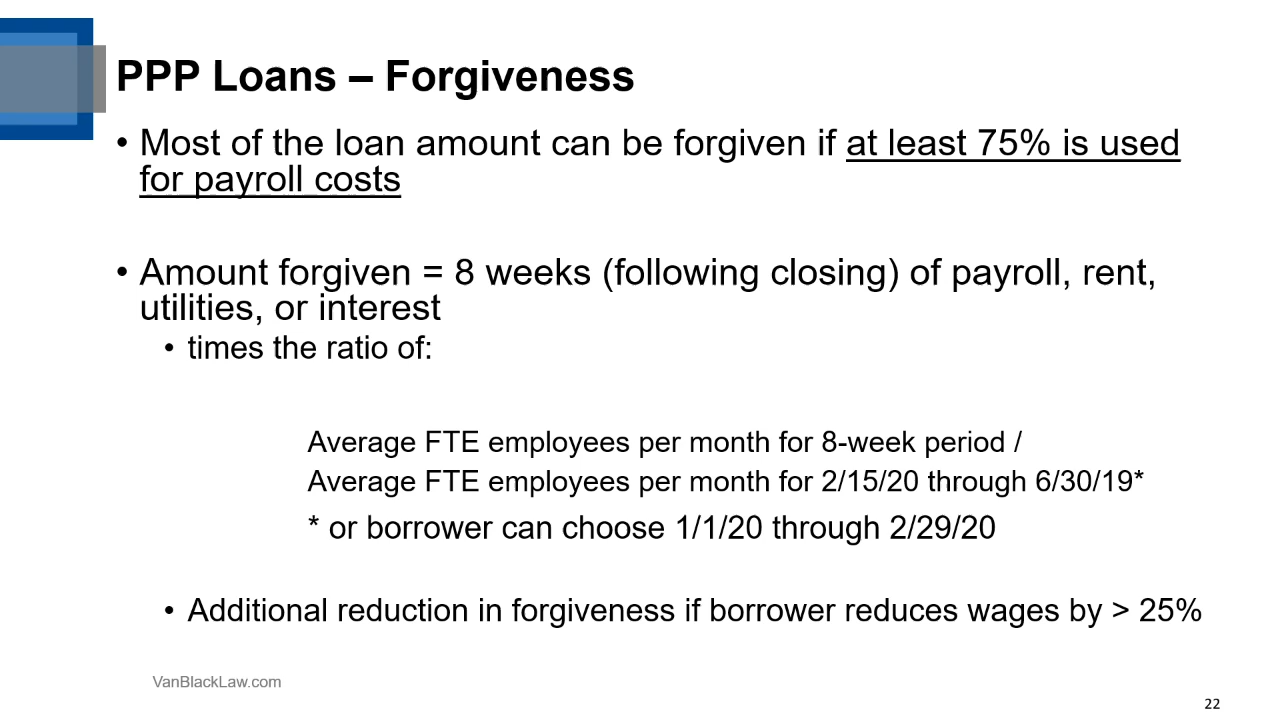 PPP Loans – Forgiveness
• Most of the loan amount can be forgiven if at least 75% is used
for payroll costs
• Amount forgiven = 8 weeks (following closing) of payroll, rent,
utilities, or interest
• times the ratio of:
Average FTE employees per month for 8-week period /
Average FTE employees per month for 2/15/20 through 6/30/19*
* or borrower can choose 1/1/20 through 2/29/20
• Additional reduction in forgiveness if borrower reduces wages by > 25%
VanBlackLaw.com
22